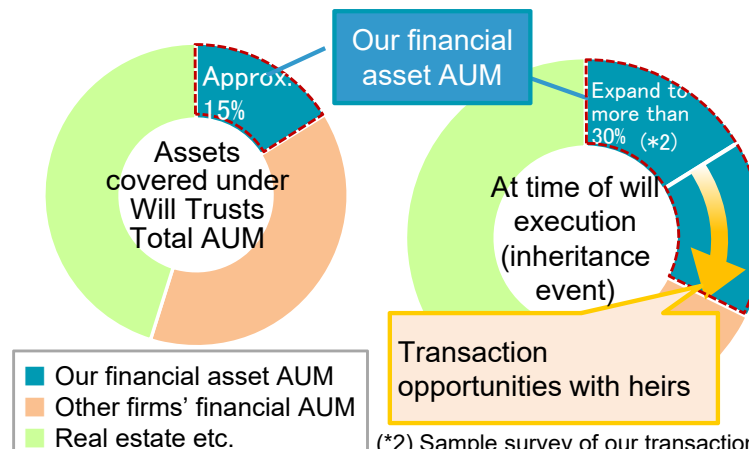 Our financial
asset AUM
Approx.
15%
Assets
covered under
Will Trusts
Total AUM
Expand to
more than
30% (*2)
At time of will
execution
(inheritance
event)
Transaction
opportunities with heirs
Our financial asset AUM
Other firms' financial AUM
Real estate etc.
(*2) Sample survey of our transaction